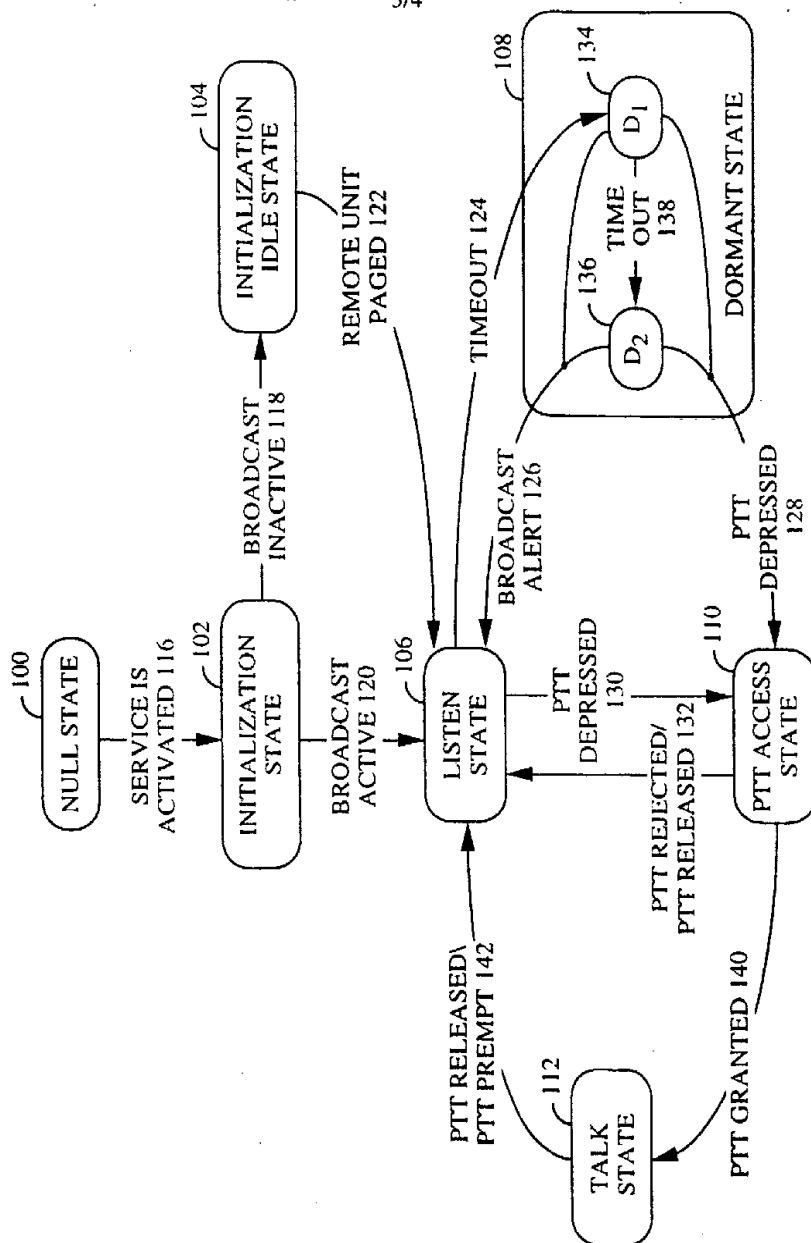 3/4
100
NULL STATE
SERVICE IS
ACTIVATED 116
102
INITIALIZATION
STATE
BROADCAST
INACTIVE 118
104
INITIALIZATION
IDLE STATE
BROADCAST
ACTIVE 120
REMOTE UNIT
PAGED 122
106
LISTEN
STATE
TIMEOUT 124
BROADCAST
ALERT 126
PTT RELEASED\
PTT PREMPT 142
112
TALK
STATE
PTT
DEPRESSED
130
PTT REJECTED/
PTT RELEASED 132
108
136
D2
TIME
OUT
138
134
D1
DORMANT STATE
PTT
DEPRESSED
128
110
PTT ACCESS
STATE
PTT GRANTED 140